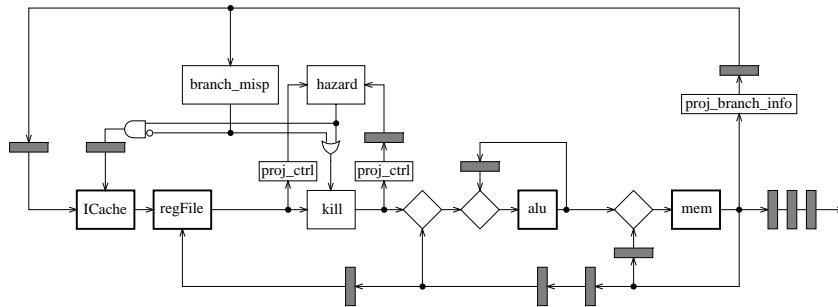 branch_misp
hazard
proj_branch_info
proj_ctrl
proj_ctrl
ICache
regFile
kill
alu
mem